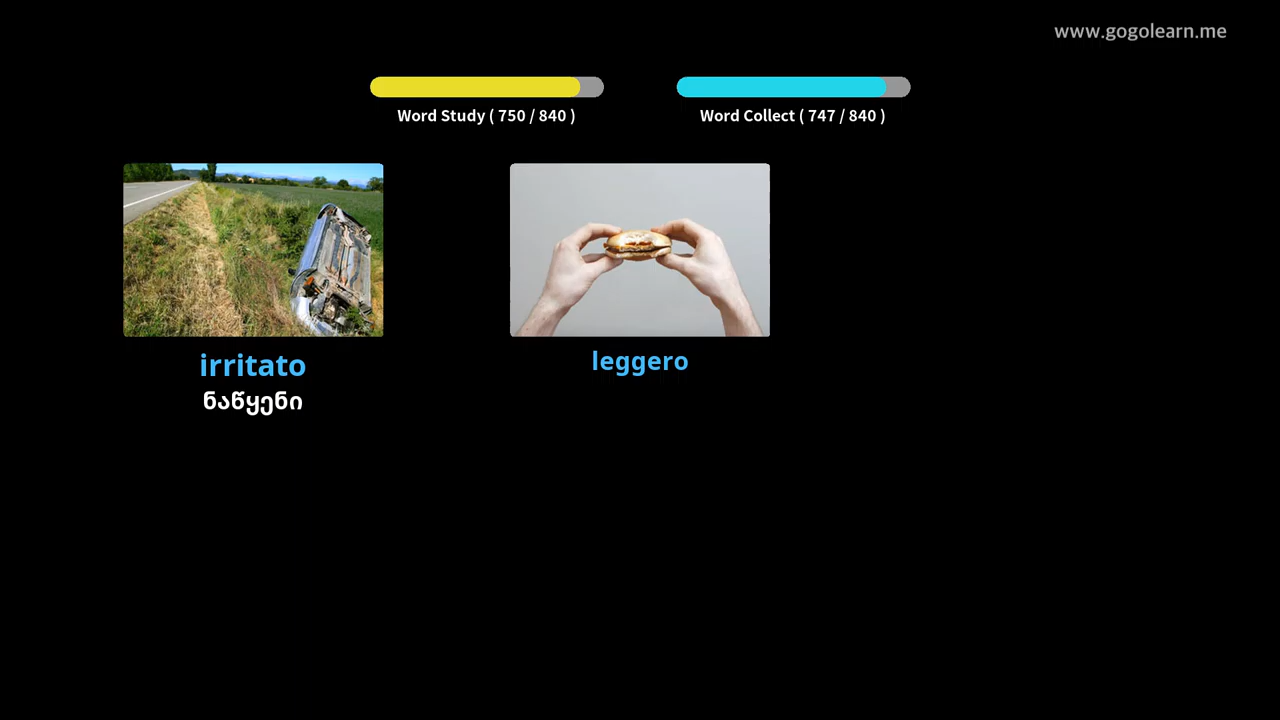 www.gogolearn.me
Word Study ( 750 / 840 )
Word Collect ( 747 / 840 )
irritato
ნაწყენი
leggero